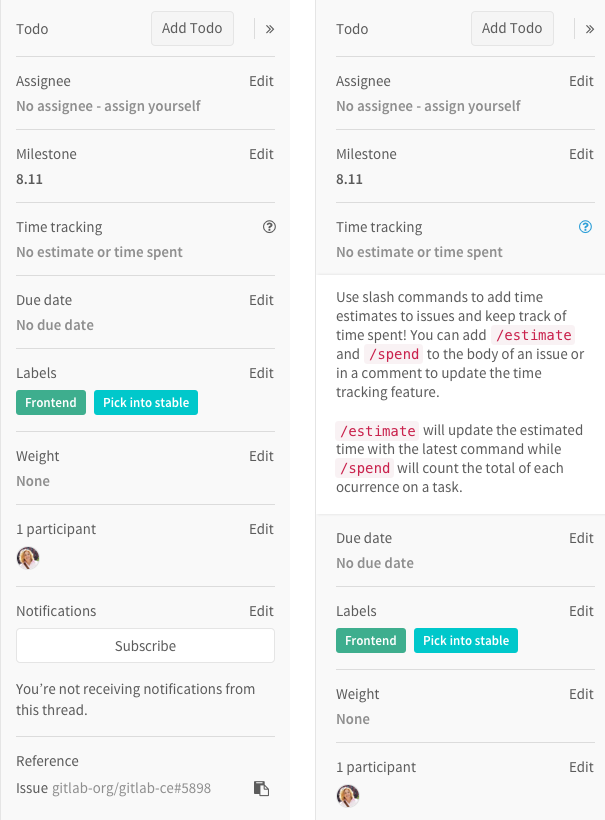 Todo
Add Todo
»
Assignee
Edit
No assignee - assign yourself
Milestone
Edit
8.11
Time tracking
?
No estimate or time spent
Due date
Edit
No due date
Labels
Edit
Frontend
Pick into stable
Weight
Edit
None
1 participant
Edit
Notifications
Edit
Subscribe
You’re not receiving notifications from
this thread.
Reference
Issue gitlab-org/gitlab-ce#5898
Todo
Add Todo
»
Assignee
Edit
No assignee - assign yourself
Milestone
Edit
8.11
Time tracking
?
No estimate or time spent
Use slash commands to add time
estimates to issues and keep track of
time spent! You can add /estimate
and /spend to the body of an issue or
in a comment to update the time
tracking feature.
/estimate will update the estimated
time with the latest command while
/spend will count the total of each
ocurrence on a task.
Due date
Edit
No due date
Labels
Edit
Frontend
Pick into stable
Weight
Edit
None
1 participant
Edit